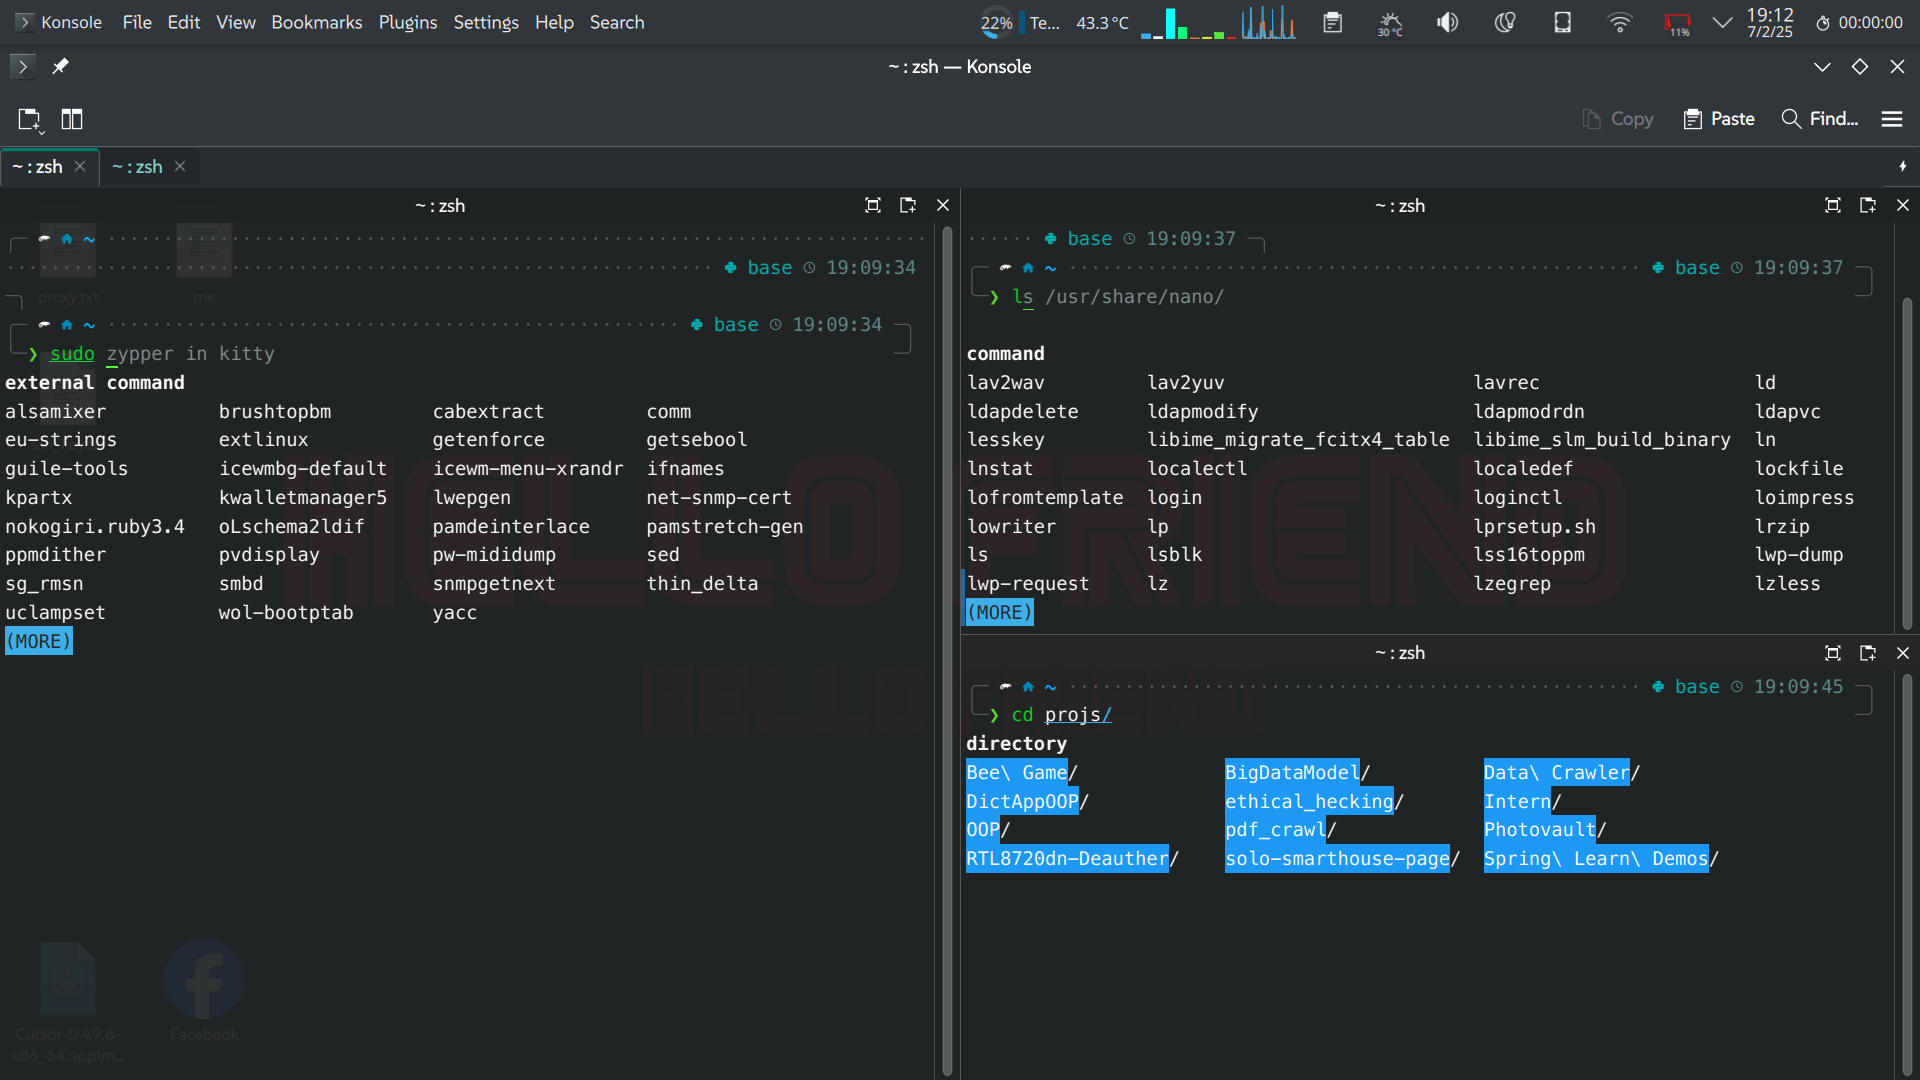 Konsole File Edit View Bookmarks Plugins Settings Help Search 22% Te... 43.3°C 30 °C 11% 19:12 00:00:00
7/2/25
~ : zsh — Konsole
Copy Paste Find...
~ : zsh ~ : zsh
~ : zsh
~
base 19:09:34
proxy.txt me
~ base 19:09:34
❯ sudo zypper in kitty
external command
alsamixer brushtopbm cabextract comm
eu-strings extlinux getenforce getsebool
guile-tools icewmbg-default icewm-menu-xrandr ifnames
kpartx kwalletmanager5 lwepgen net-snmp-cert
nokogiri.ruby3.4 oLschema2ldif pamdeinterlace pamstretch-gen
ppmdither pvdisplay pw-mididump sed
sg_rmsn smbd snmpgetnext thin_delta
uclampset wol-bootptab yacc
(MORE)
~ : zsh
base 19:09:37
~ base 19:09:37
❯ ls /usr/share/nano/
command
lav2wav lav2yuv lavrec ld
ldapdelete ldapmodify ldapmodrdn ldapvc
lesskey libime_migrate_fcitx4_table libime_slm_build_binary ln
lnstat localectl localedef lockfile
lofromtemplate login loginctl loimpress
lowriter lp lprsetup.sh lrzip
ls lsblk lss16toppm lwp-dump
lwp-request lz lzegrep lzless
(MORE)
~ : zsh
~ base 19:09:45
❯ cd projs/
directory
Bee\ Game/ BigDataModel/ Data\ Crawler/
DictAppOOP/ ethical_hecking/ Intern/
OOP/ pdf_crawl/ Photovault/
RTL8720dn-Deauther/ solo-smarthouse-page/ Spring\ Learn\ Demos/
HELLO FRIEND
HELLO FRIEND
Cursor-0.49.6-
x86_64.appim...
Facebook